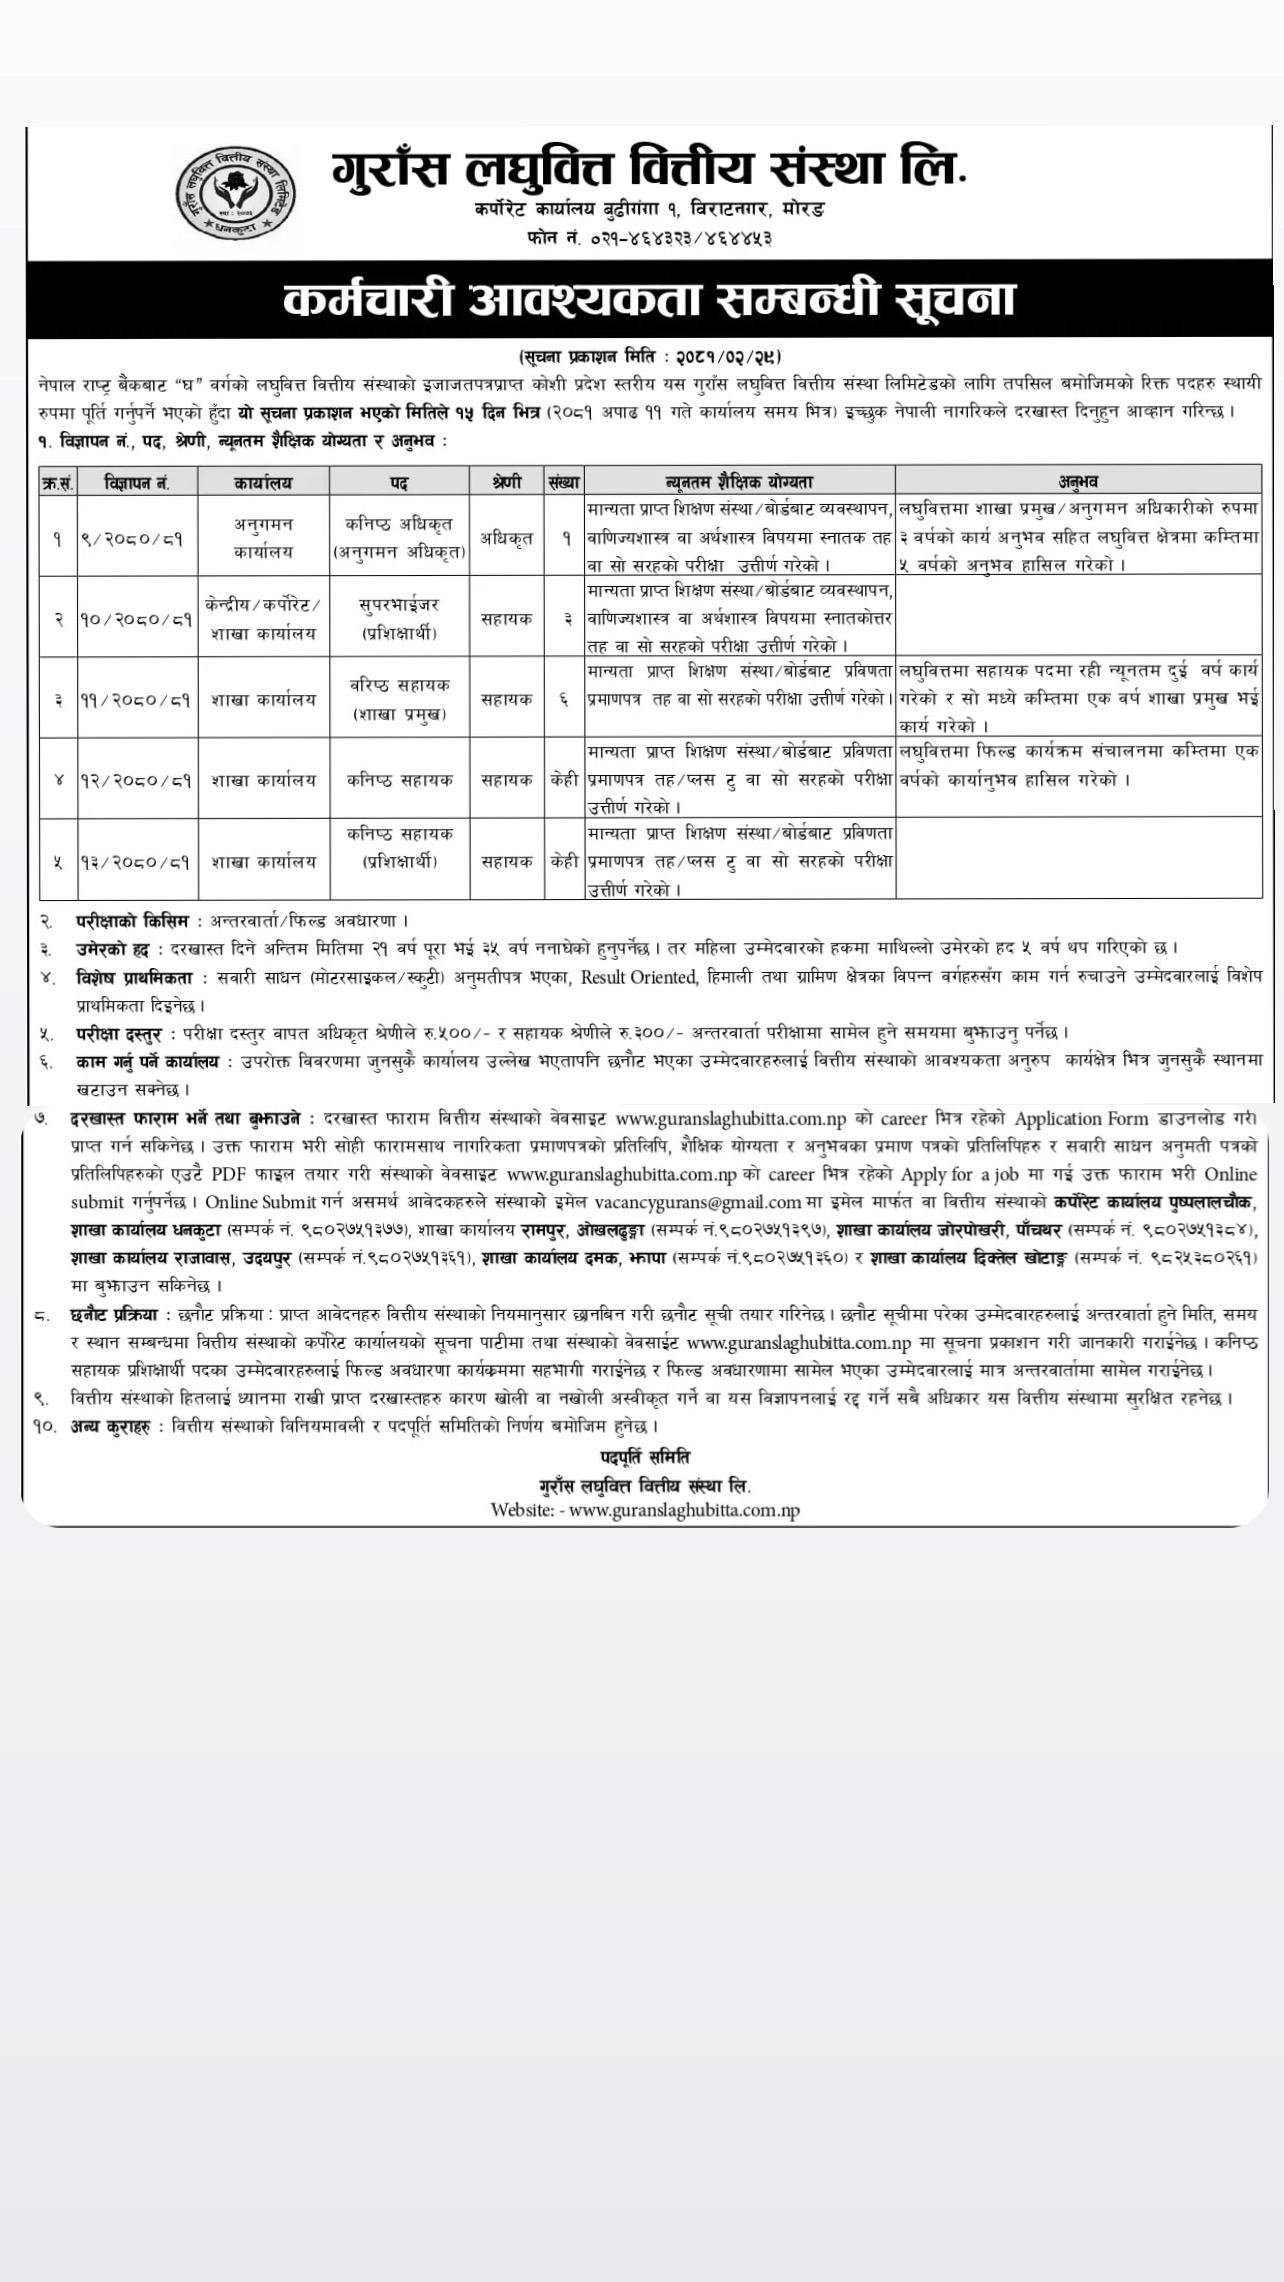 गुराँस लघुवित्त वित्तीय संस्था लिमिटेड
स्था : २०७३
धनकुटा
गुराँस लघुवित्त वित्तीय संस्था लि.
कर्पोरेट कार्यालय बुढीगंगा १, विराटनगर, मोरङ
फोन नं. ०२१-४६४३२३/४६४४५३
कर्मचारी आवश्यकता सम्बन्धी सूचना
(सूचना प्रकाशन मिति : २०८१/०२/२९)
नेपाल राष्ट्र बैंकबाट “घ” वर्गको लघुवित्त वित्तीय संस्थाको इजाजतपत्रप्राप्त कोशी प्रदेश स्तरीय यस गुराँस लघुवित्त वित्तीय संस्था लिमिटेडको लागि तपसिल बमोजिमको रिक्त पदहरु स्थायी
रुपमा पूर्ति गर्नुपर्ने भएको हुँदा यो सूचना प्रकाशन भएको मितिले १५ दिन भित्र (२०८१ अषाढ ११ गते कार्यालय समय भित्र) इच्छुक नेपाली नागरिकले दरखास्त दिनुहुन आव्हान गरिन्छ ।
१. विज्ञापन नं., पद, श्रेणी, न्यूनतम शैक्षिक योग्यता र अनुभव :
क्र.सं. विज्ञापन नं. कार्यालय पद श्रेणी संख्या न्यूनतम शैक्षिक योग्यता अनुभव
१ ९/२०८०/८१ अनुगमन कार्यालय कनिष्ठ अधिकृत (अनुगमन अधिकृत) अधिकृत १ मान्यता प्राप्त शिक्षण संस्था/बोर्डबाट व्यवस्थापन, वाणिज्यशास्त्र वा अर्थशास्त्र विषयमा स्नातक तह वा सो सरहको परीक्षा उत्तीर्ण गरेको । लघुवित्तमा शाखा प्रमुख/अनुगमन अधिकारीको रुपमा ३ वर्षको कार्य अनुभव सहित लघुवित्त क्षेत्रमा कम्तिमा ५ वर्षको अनुभव हासिल गरेको ।
२ १०/२०८०/८१ केन्द्रीय/कर्पोरेट/ शाखा कार्यालय सुपरभाईजर (प्रशिक्षार्थी) सहायक ३ मान्यता प्राप्त शिक्षण संस्था/बोर्डबाट व्यवस्थापन, वाणिज्यशास्त्र वा अर्थशास्त्र विषयमा स्नातकोत्तर तह वा सो सरहको परीक्षा उत्तीर्ण गरेको ।
३ ११/२०८०/८१ शाखा कार्यालय वरिष्ठ सहायक (शाखा प्रमुख) सहायक ६ मान्यता प्राप्त शिक्षण संस्था/बोर्डबाट प्रविणता प्रमाणपत्र तह वा सो सरहको परीक्षा उत्तीर्ण गरेको । लघुवित्तमा सहायक पदमा रही न्यूनतम दुई वर्ष कार्य गरेको र सो मध्ये कम्तिमा एक वर्ष शाखा प्रमुख भई कार्य गरेको ।
४ १२/२०८०/८१ शाखा कार्यालय कनिष्ठ सहायक सहायक केही मान्यता प्राप्त शिक्षण संस्था/बोर्डबाट प्रविणता प्रमाणपत्र तह/प्लस टु वा सो सरहको परीक्षा उत्तीर्ण गरेको । लघुवित्तमा फिल्ड कार्यक्रम संचालनमा कम्तिमा एक वर्षको कार्यानुभव हासिल गरेको ।
५ १३/२०८०/८१ शाखा कार्यालय कनिष्ठ सहायक (प्रशिक्षार्थी) सहायक केही मान्यता प्राप्त शिक्षण संस्था/बोर्डबाट प्रविणता प्रमाणपत्र तह/प्लस टु वा सो सरहको परीक्षा उत्तीर्ण गरेको ।
२. परीक्षाको किसिम : अन्तरवार्ता/फिल्ड अवधारणा ।
३. उमेरको हद : दरखास्त दिने अन्तिम मितिमा २१ वर्ष पूरा भई ३५ वर्ष ननाघेको हुनुपर्नेछ । तर महिला उम्मेदवारको हकमा माथिल्लो उमेरको हद ५ वर्ष थप गरिएको छ ।
४. विशेष प्राथमिकता : सवारी साधन (मोटरसाइकल/स्कुटी) अनुमतीपत्र भएका, Result Oriented, हिमाली तथा ग्रामिण क्षेत्रका विपन्न वर्गहरुसँग काम गर्न रुचाउने उम्मेदवारलाई विशेष
प्राथमिकता दिइनेछ ।
५. परीक्षा दस्तुर : परीक्षा दस्तुर वापत अधिकृत श्रेणीले रु.५००/- र सहायक श्रेणीले रु.३००/- अन्तरवार्ता परीक्षामा सामेल हुने समयमा बुझाउनु पर्नेछ ।
६. काम गर्नु पर्ने कार्यालय : उपरोक्त विवरणमा जुनसुकै कार्यालय उल्लेख भएतापनि छनौट भएका उम्मेदवारहरुलाई वित्तीय संस्थाको आवश्यकता अनुरुप कार्यक्षेत्र भित्र जुनसुकै स्थानमा
खटाउन सक्नेछ ।
७. दरखास्त फाराम भर्ने तथा बुझाउने : दरखास्त फाराम वित्तीय संस्थाको वेवसाइट www.guranslaghubitta.com.np को career भित्र रहेको Application Form डाउनलोड गरी
प्राप्त गर्न सकिनेछ । उक्त फाराम भरी सोही फारामसाथ नागरिकता प्रमाणपत्रको प्रतिलिपि, शैक्षिक योग्यता र अनुभवका प्रमाण पत्रको प्रतिलिपिहरु र सवारी साधन अनुमती पत्रको
प्रतिलिपिहरुको एउटै PDF फाइल तयार गरी संस्थाको वेवसाइट www.guranslaghubitta.com.np को career भित्र रहेको Apply for a job मा गई उक्त फाराम भरी Online
submit गर्नुपर्नेछ । Online Submit गर्न असमर्थ आवेदकहरुले संस्थाको इमेल vacancygurans@gmail.com मा इमेल मार्फत वा वित्तीय संस्थाको कर्पोरेट कार्यालय पुष्पलालचौक,
शाखा कार्यालय धनकुटा (सम्पर्क नं. ९८०२७५१३७७), शाखा कार्यालय रामपुर, ओखलढुङ्गा (सम्पर्क नं.९८०२७५१३९७), शाखा कार्यालय जोरपोखरी, पाँचथर (सम्पर्क नं. ९८०२७५१३८४),
शाखा कार्यालय राजावास, उदयपुर (सम्पर्क नं.९८०२७५१३६१), शाखा कार्यालय दमक, झापा (सम्पर्क नं.९८०२७५१३६०) र शाखा कार्यालय दिक्तेल खोटाङ्ग (सम्पर्क नं. ९८२५३८०२६१)
मा बुझाउन सकिनेछ ।
८. छनौट प्रक्रिया : छनौट प्रक्रिया : प्राप्त आवेदनहरु वित्तीय संस्थाको नियमानुसार छानबिन गरी छनौट सूची तयार गरिनेछ । छनौट सूचीमा परेका उम्मेदवारहरुलाई अन्तरवार्ता हुने मिति, समय
र स्थान सम्बन्धमा वित्तीय संस्थाको कर्पोरेट कार्यालयको सूचना पाटीमा तथा संस्थाको वेवसाईट www.guranslaghubitta.com.np मा सूचना प्रकाशन गरी जानकारी गराईनेछ । कनिष्ठ
सहायक प्रशिक्षार्थी पदका उम्मेदवारहरुलाई फिल्ड अवधारणा कार्यक्रममा सहभागी गराईनेछ र फिल्ड अवधारणामा सामेल भएका उम्मेदवारलाई मात्र अन्तरवार्तामा सामेल गराईनेछ ।
९. वित्तीय संस्थाको हितलाई ध्यानमा राखी प्राप्त दरखास्तहरु कारण खोली वा नखोली अस्वीकृत गर्ने वा यस विज्ञापनलाई रद्द गर्ने सबै अधिकार यस वित्तीय संस्थामा सुरक्षित रहनेछ ।
१०. अन्य कुराहरु : वित्तीय संस्थाको विनियमावली र पदपूर्ति समितिको निर्णय बमोजिम हुनेछ ।
पदपूर्ति समिति
गुराँस लघुवित्त वित्तीय संस्था लि.
Website: - www.guranslaghubitta.com.np